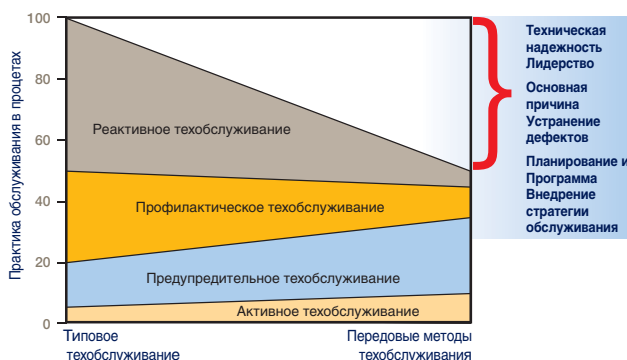 Практика обслуживания в процетах
100
80
60
40
20
0
Реактивное техобслуживание
Профилактическое техобслуживание
Предупредительное техобслуживание
Активное техобслуживание
Типовое
техобслуживание
Передовые методы
техобслуживания
Техническая
надежность
Лидерство
Основная
причина
Устранение
дефектов
Планирование и
Программа
Внедрение
стратегии
обслуживания